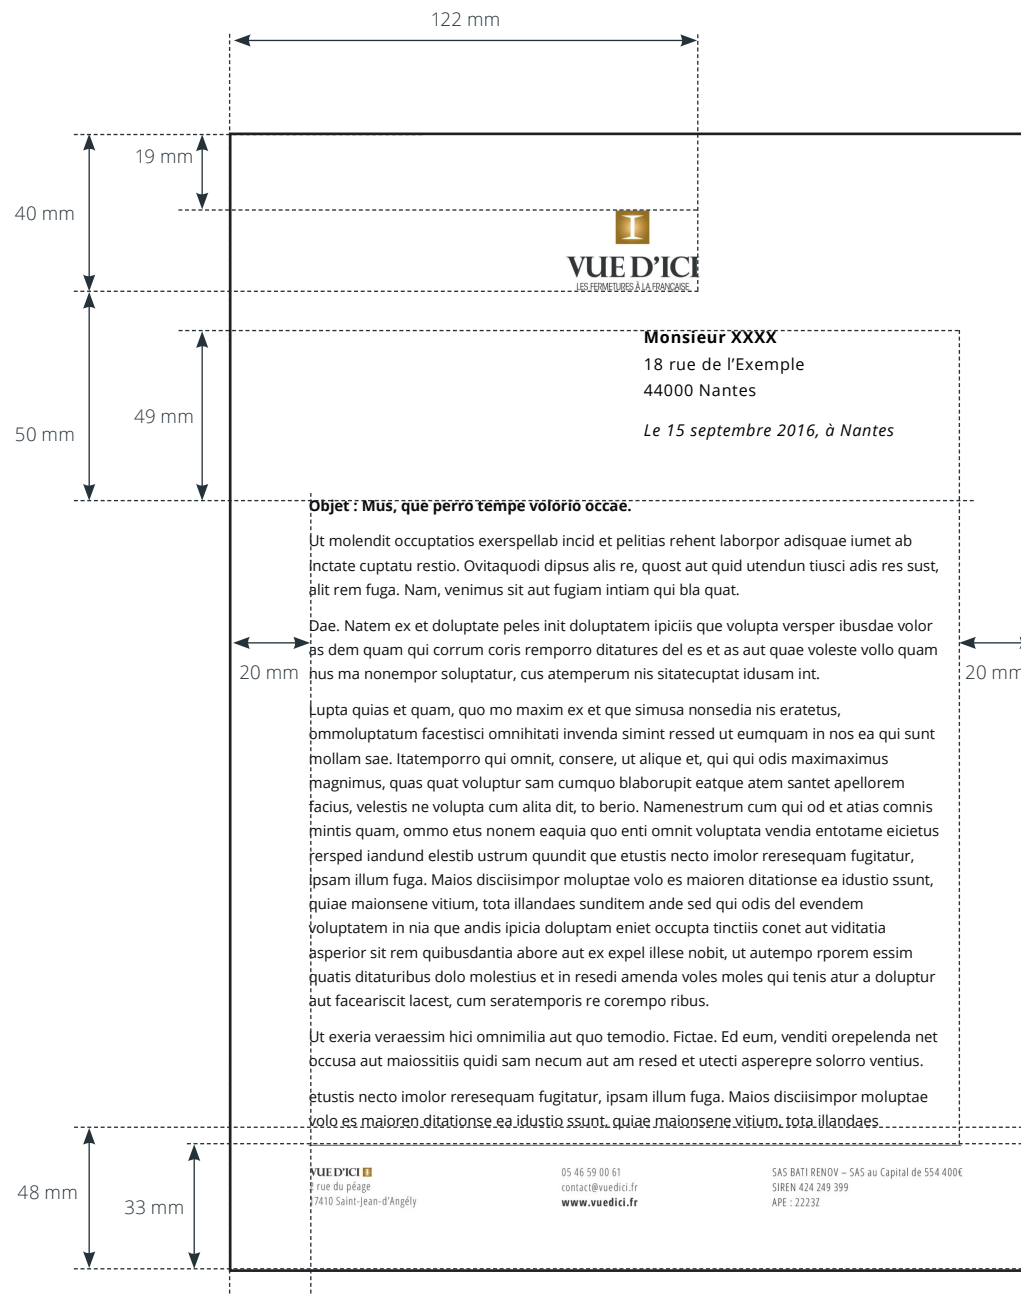 122 mm
19 mm
40 mm
I
VUE D'ICI
LES FERMETURES À LA FRANÇAISE
Monsieur XXXX
18 rue de l'Exemple
44000 Nantes
49 mm
50 mm
Le 15 septembre 2016, à Nantes
Objet : Mus, que perro tempe volorio occae.
Ut molendit occuptatios exerspellab incid et pelitias rehent laborpor adisquae iumet ab
inctate cuptatu restio. Ovitaquodi dipsus alis re, quost aut quid utendun tiusci adis res sust,
alit rem fuga. Nam, venimus sit aut fugiam intiam qui bla quat.
Dae. Natem ex et doluptate peles init doluptatem ipiciis que volupta versper ibusdae volor
as dem quam qui corrum coris remporro ditatures del es et as aut quae voleste vollo quam
nus ma nonempor soluptatur, cus atemperum nis sitatecuptat idusam int.
20 mm
20 mm
Lupta quias et quam, quo mo maxim ex et que simusa nonsedia nis eratetus,
ommoluptatum facestisci omnihitati invenda simint ressed ut eumquam in nos ea qui sunt
mollam sae. Itatemporro qui omnit, consere, ut alique et, qui qui odis maximaximus
magnimus, quas quat voluptur sam cumquo blaborupit eatque atem santet apellorem
facius, velestis ne volupta cum alita dit, to berio. Namenestrum cum qui od et atias comnis
mintis quam, ommo etus nonem eaquia quo enti omnit voluptata vendia entotame eicietus
rersped iandund elestib ustrum quundit que etustis necto imolor reresequam fugitatur,
ipsam illum fuga. Maios disciisimpor moluptae volo es maioren ditationse ea idustio ssunt,
quiae maionsene vitium, tota illandaes sunditem ande sed qui odis del evendem
voluptatem in nia que andis ipicia doluptam eniet occupta tinctiis conet aut viditatia
asperior sit rem quibusdantia abore aut ex expel illese nobit, ut autempo rporem essim
quatis ditaturibus dolo molestius et in resedi amenda voles moles qui tenis atur a doluptur
aut faceariscit lacest, cum seratemporis re corempo ribus.
Ut exeria veraessim hici omnimilia aut quo temodio. Fictae. Ed eum, venditi orepelenda net
occusa aut maiossitiis quidi sam necum aut am resed et utecti asperepre solorro ventius.
etustis necto imolor reresequam fugitatur, ipsam illum fuga. Maios disciisimpor moluptae
volo es maioren ditationse ea idustio ssunt, quiae maionsene vitium, tota illandaes
48 mm
33 mm
VUE D'ICI I
rue du péage
17410 Saint-Jean-d'Angély
05 46 59 00 61
contact@vuedici.fr
www.vuedici.fr
SAS BATI RENOV – SAS au Capital de 554 400€
SIREN 424 249 399
APE : 2223Z